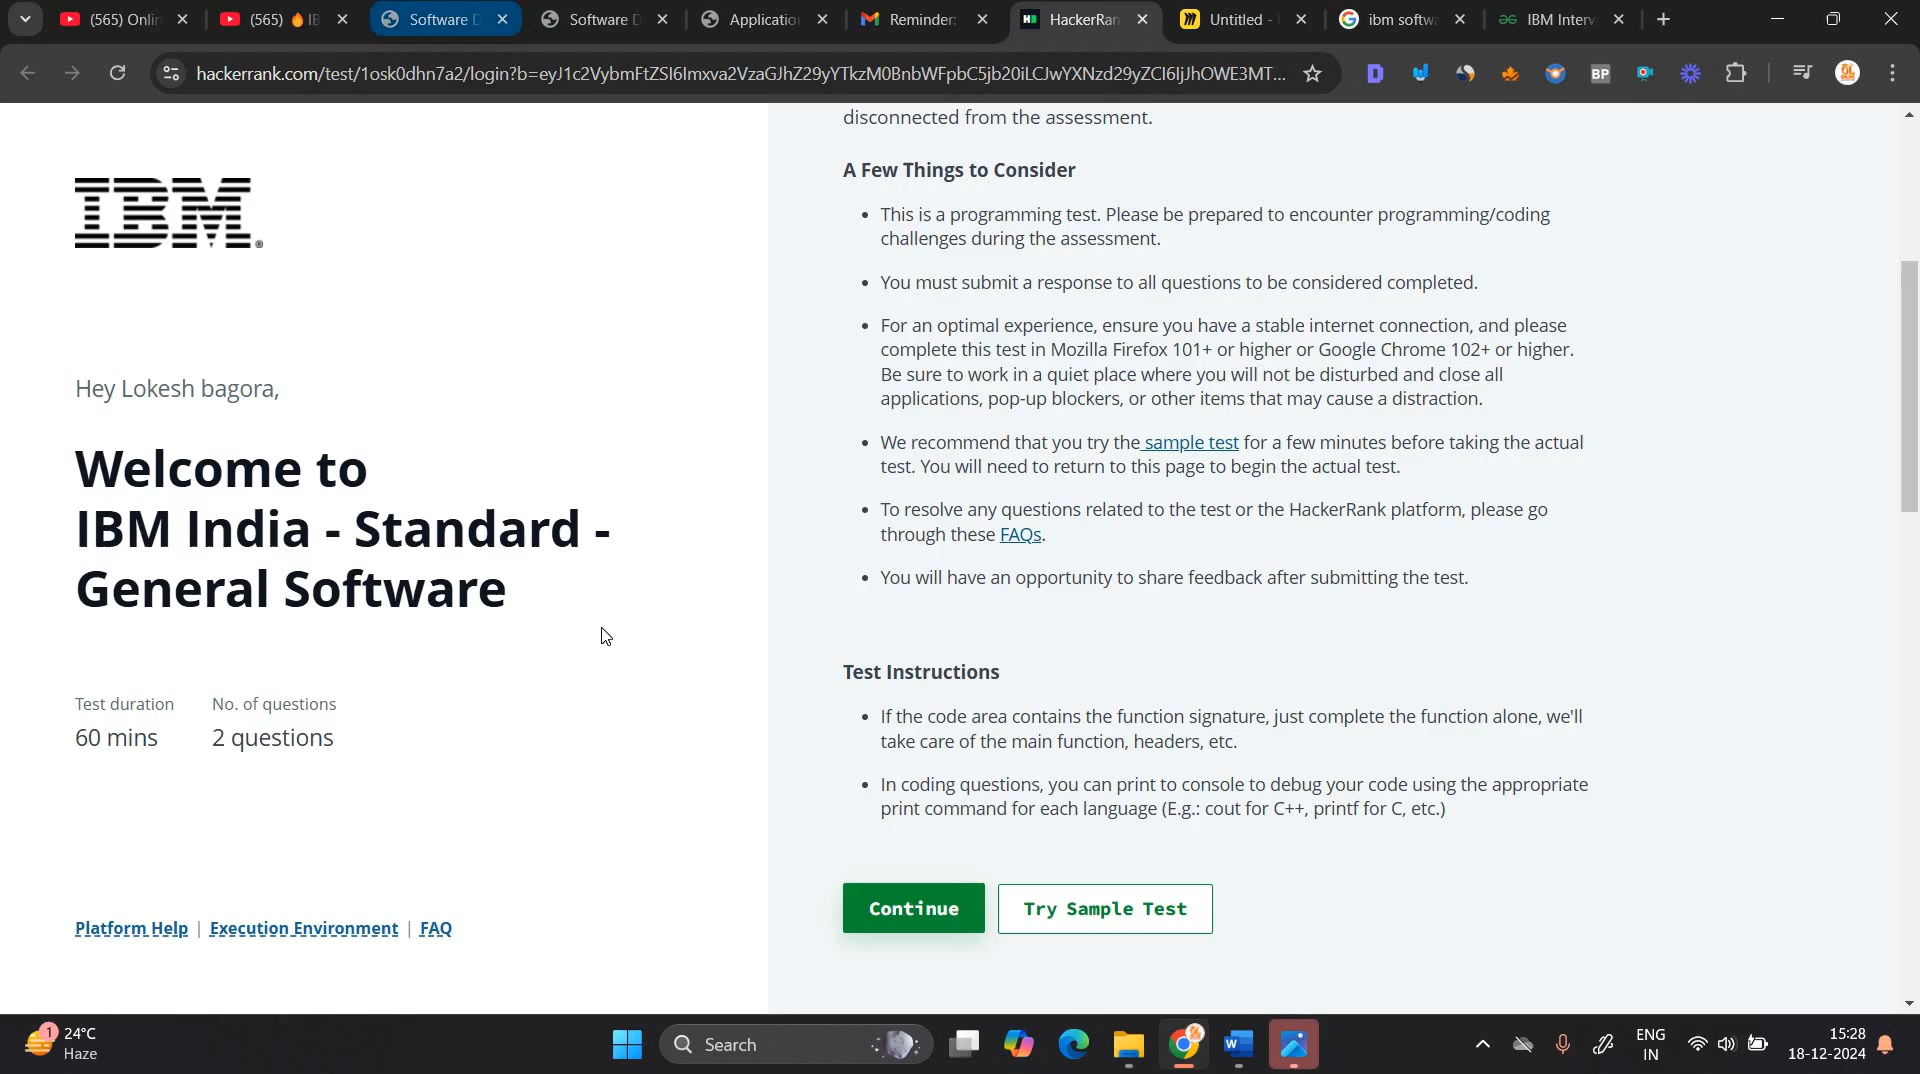 (565) Onlin
(565) 🔥 IB
Software D
Software D
Applicatio
Reminder:
HackerRan
Untitled -
ibm softw
IBM Interv
hackerrank.com/test/1osk0dhn7a2/login?b=eyJ1c2VybmFtZSI6Imxva2VzaGJhZ29yYTkzM0BnbWFpbC5jb20iLCJwYXNzd29yZCI6IjJhOWE3MT...
BP
disconnected from the assessment.
IBM
Hey Lokesh bagora,
Welcome to
IBM India - Standard -
General Software
Test duration No. of questions
60 mins 2 questions
Platform Help | Execution Environment | FAQ
A Few Things to Consider
• This is a programming test. Please be prepared to encounter programming/coding
challenges during the assessment.
• You must submit a response to all questions to be considered completed.
• For an optimal experience, ensure you have a stable internet connection, and please
complete this test in Mozilla Firefox 101+ or higher or Google Chrome 102+ or higher.
Be sure to work in a quiet place where you will not be disturbed and close all
applications, pop-up blockers, or other items that may cause a distraction.
• We recommend that you try the sample test for a few minutes before taking the actual
test. You will need to return to this page to begin the actual test.
• To resolve any questions related to the test or the HackerRank platform, please go
through these FAQs.
• You will have an opportunity to share feedback after submitting the test.
Test Instructions
• If the code area contains the function signature, just complete the function alone, we'll
take care of the main function, headers, etc.
• In coding questions, you can print to console to debug your code using the appropriate
print command for each language (E.g.: cout for C++, printf for C, etc.)
Continue
Try Sample Test
1
24°C
Haze
Search
ENG
IN
15:28
18-12-2024